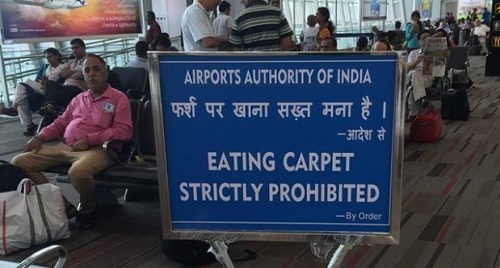 AIRPORTS AUTHORITY OF INDIA
फर्श पर खाना सख़्त मना है ।
—आदेश से
EATING CARPET
STRICTLY PROHIBITED
—By Order